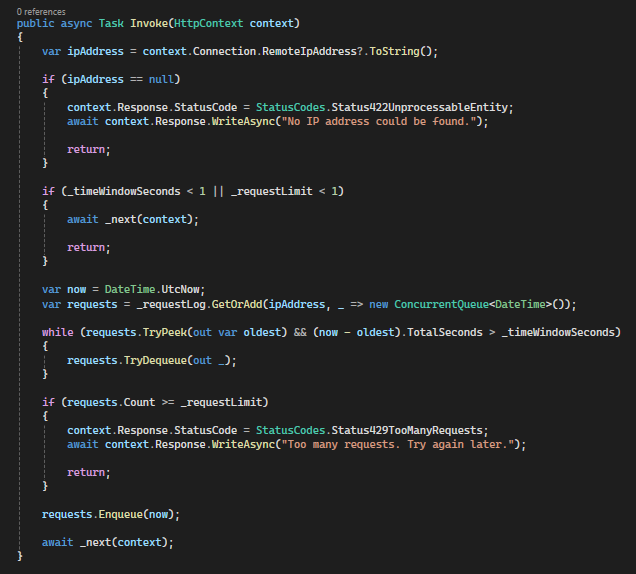 0 references
public async Task Invoke(HttpContext context)
{
    var ipAddress = context.Connection.RemoteIpAddress?.ToString();

    if (ipAddress == null)
    {
        context.Response.StatusCode = StatusCodes.Status422UnprocessableEntity;
        await context.Response.WriteAsync("No IP address could be found.");

        return;
    }

    if (_timeWindowSeconds < 1 || _requestLimit < 1)
    {
        await _next(context);

        return;
    }

    var now = DateTime.UtcNow;
    var requests = _requestLog.GetOrAdd(ipAddress, _ => new ConcurrentQueue<DateTime>());

    while (requests.TryPeek(out var oldest) && (now - oldest).TotalSeconds > _timeWindowSeconds)
    {
        requests.TryDequeue(out _);
    }

    if (requests.Count >= _requestLimit)
    {
        context.Response.StatusCode = StatusCodes.Status429TooManyRequests;
        await context.Response.WriteAsync("Too many requests. Try again later.");

        return;
    }

    requests.Enqueue(now);

    await _next(context);
}